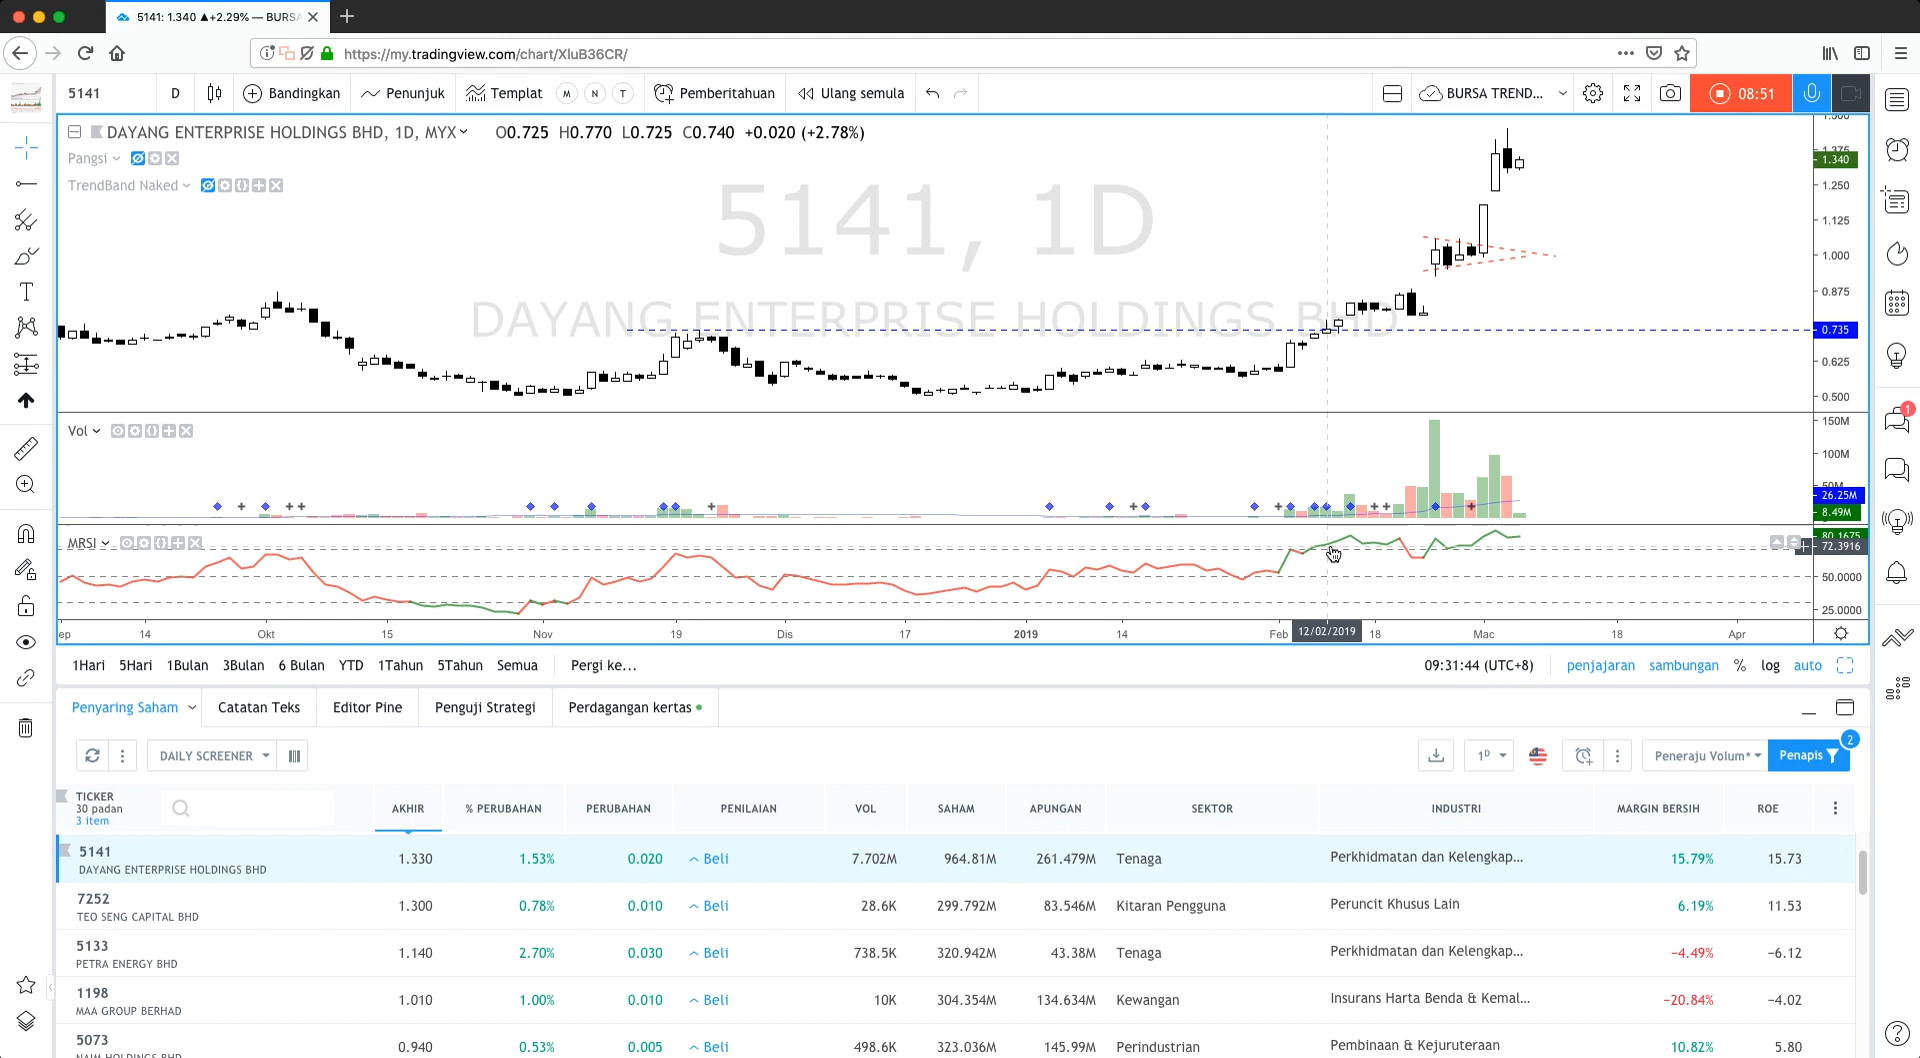 5141: 1.340 ▲+2.29% — BURSA
https://my.tradingview.com/chart/XluB36CR/
5141
D
Bandingkan
Penunjuk
Templat
M
N
T
Pemberitahuan
Ulang semula
BURSA TREND...
08:51
DAYANG ENTERPRISE HOLDINGS BHD, 1D, MYX
O0.725 H0.770 L0.725 C0.740 +0.020 (+2.78%)
Pangsi
TrendBand Naked
5141, 1D
DAYANG ENTERPRISE HOLDINGS BHD
1.500
1.375
1.340
1.250
1.125
1.000
0.875
0.735
0.625
0.500
Vol
150M
100M
50M
26.25M
8.49M
MRSI
80.1675
72.3916
50.0000
25.0000
ep
14
Okt
15
Nov
19
Dis
17
2019
14
Feb
12/02/2019
18
Mac
18
Apr
1Hari
5Hari
1Bulan
3Bulan
6 Bulan
YTD
1Tahun
5Tahun
Semua
Pergi ke...
09:31:44 (UTC+8)
penjajaran
sambungan
%
log
auto
1
Penyaring Saham
Catatan Teks
Editor Pine
Penguji Strategi
Perdagangan kertas
DAILY SCREENER
1D
Peneraju Volum*
Penapis
2
TICKER
30 padan
3 item
AKHIR
% PERUBAHAN
PERUBAHAN
PENILAIAN
VOL
SAHAM
APUNGAN
SEKTOR
INDUSTRI
MARGIN BERSIH
ROE
5141
DAYANG ENTERPRISE HOLDINGS BHD
1.330 1.53% 0.020 Beli 7.702M 964.81M 261.479M Tenaga Perkhidmatan dan Kelengkap... 15.79% 15.73
7252
TEO SENG CAPITAL BHD
1.300 0.78% 0.010 Beli 28.6K 299.792M 83.546M Kitaran Pengguna Peruncit Khusus Lain 6.19% 11.53
5133
PETRA ENERGY BHD
1.140 2.70% 0.030 Beli 738.5K 320.942M 43.38M Tenaga Perkhidmatan dan Kelengkap... −4.49% −6.12
1198
MAA GROUP BERHAD
1.010 1.00% 0.010 Beli 10K 304.354M 134.634M Kewangan Insurans Harta Benda & Kemal... −20.84% −4.02
5073
NAIM HOLDINGS BHD
0.940 0.53% 0.005 Beli 498.6K 323.036M 145.99M Perindustrian Pembinaan & Kejuruteraan 10.82% 5.80